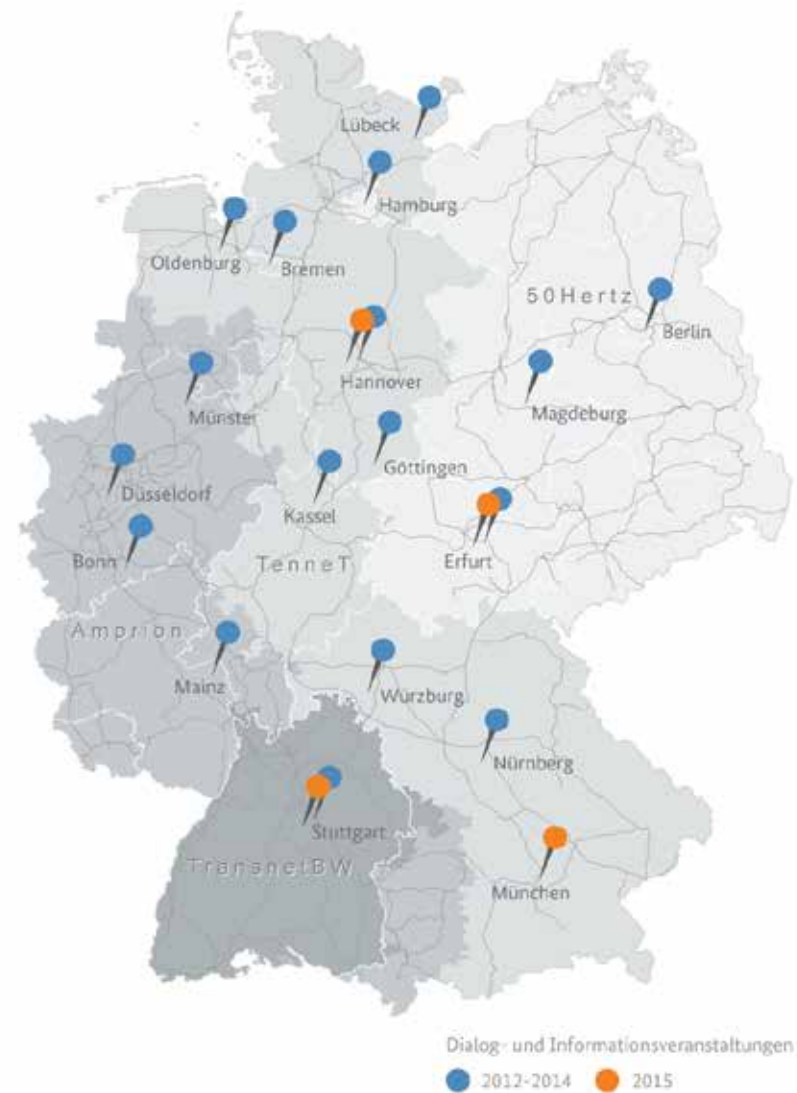 Lübeck
Hamburg
Oldenburg
Bremen
50Hertz
Berlin
Hannover
Münster
Magdeburg
Göttingen
Düsseldorf
Kassel
Bonn
TenneT
Erfurt
Amprion
Mainz
Würzburg
Nürnberg
Stuttgart
TransnetBW
München
Dialog- und Informationsveranstaltungen
2012-2014 2015